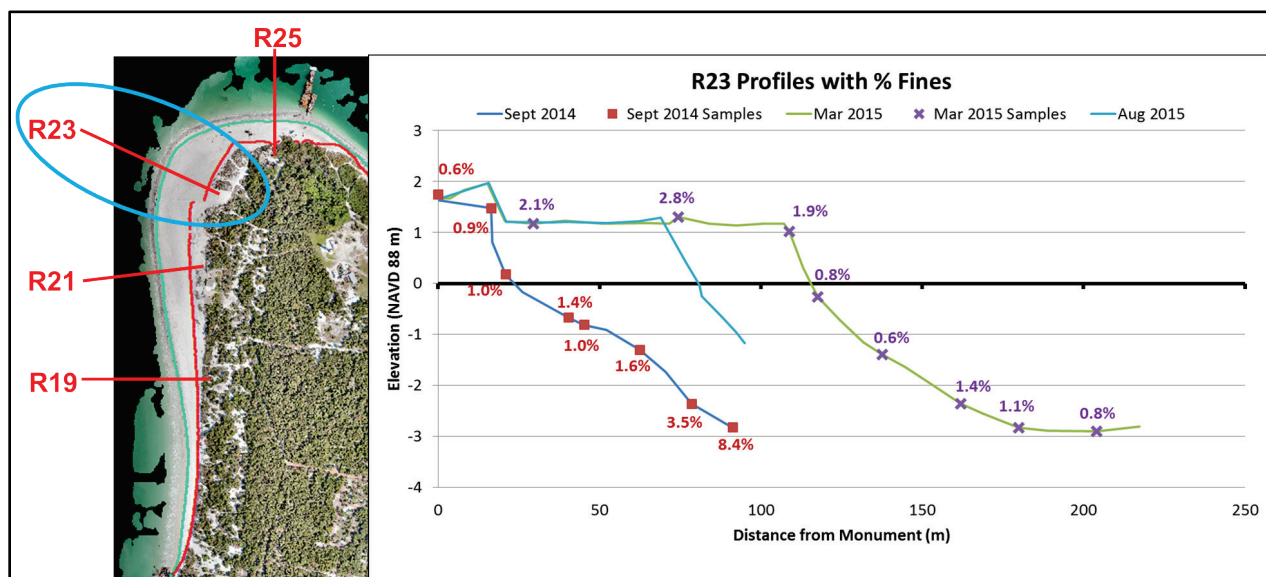 R25
R23
R21
R19
R23 Profiles with % Fines
Sept 2014
Sept 2014 Samples
Mar 2015
Mar 2015 Samples
Aug 2015
Elevation (NAVD 88 m)
3
2
1
0
-1
-2
-3
-4
0.6%
0.9%
1.0%
1.4%
1.0%
1.6%
3.5%
8.4%
2.1%
2.8%
1.9%
0.8%
0.6%
1.4%
1.1%
0.8%
0
50
100
150
200
250
Distance from Monument (m)